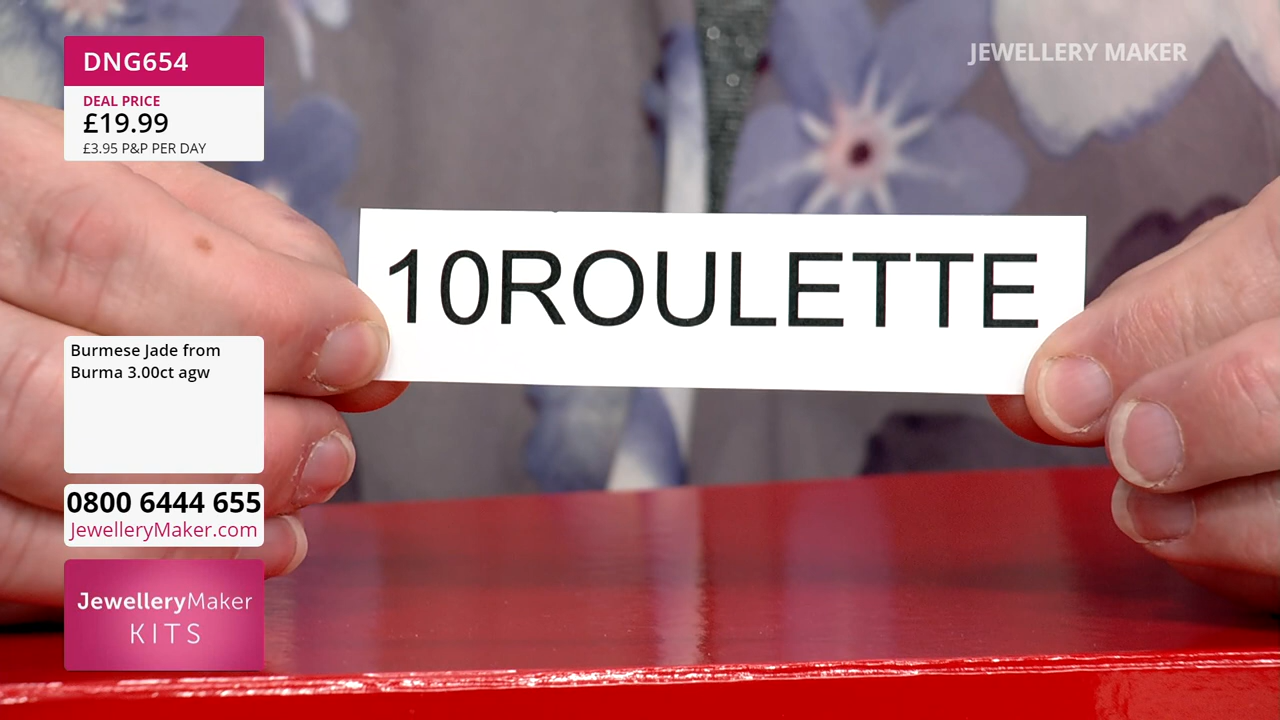 DNG654
DEAL PRICE
£19.99
£3.95 P&P PER DAY
JEWELLERY MAKER
10ROULETTE
Burmese Jade from
Burma 3.00ct agw
0800 6444 655
JewelleryMaker.com
JewelleryMaker
KITS